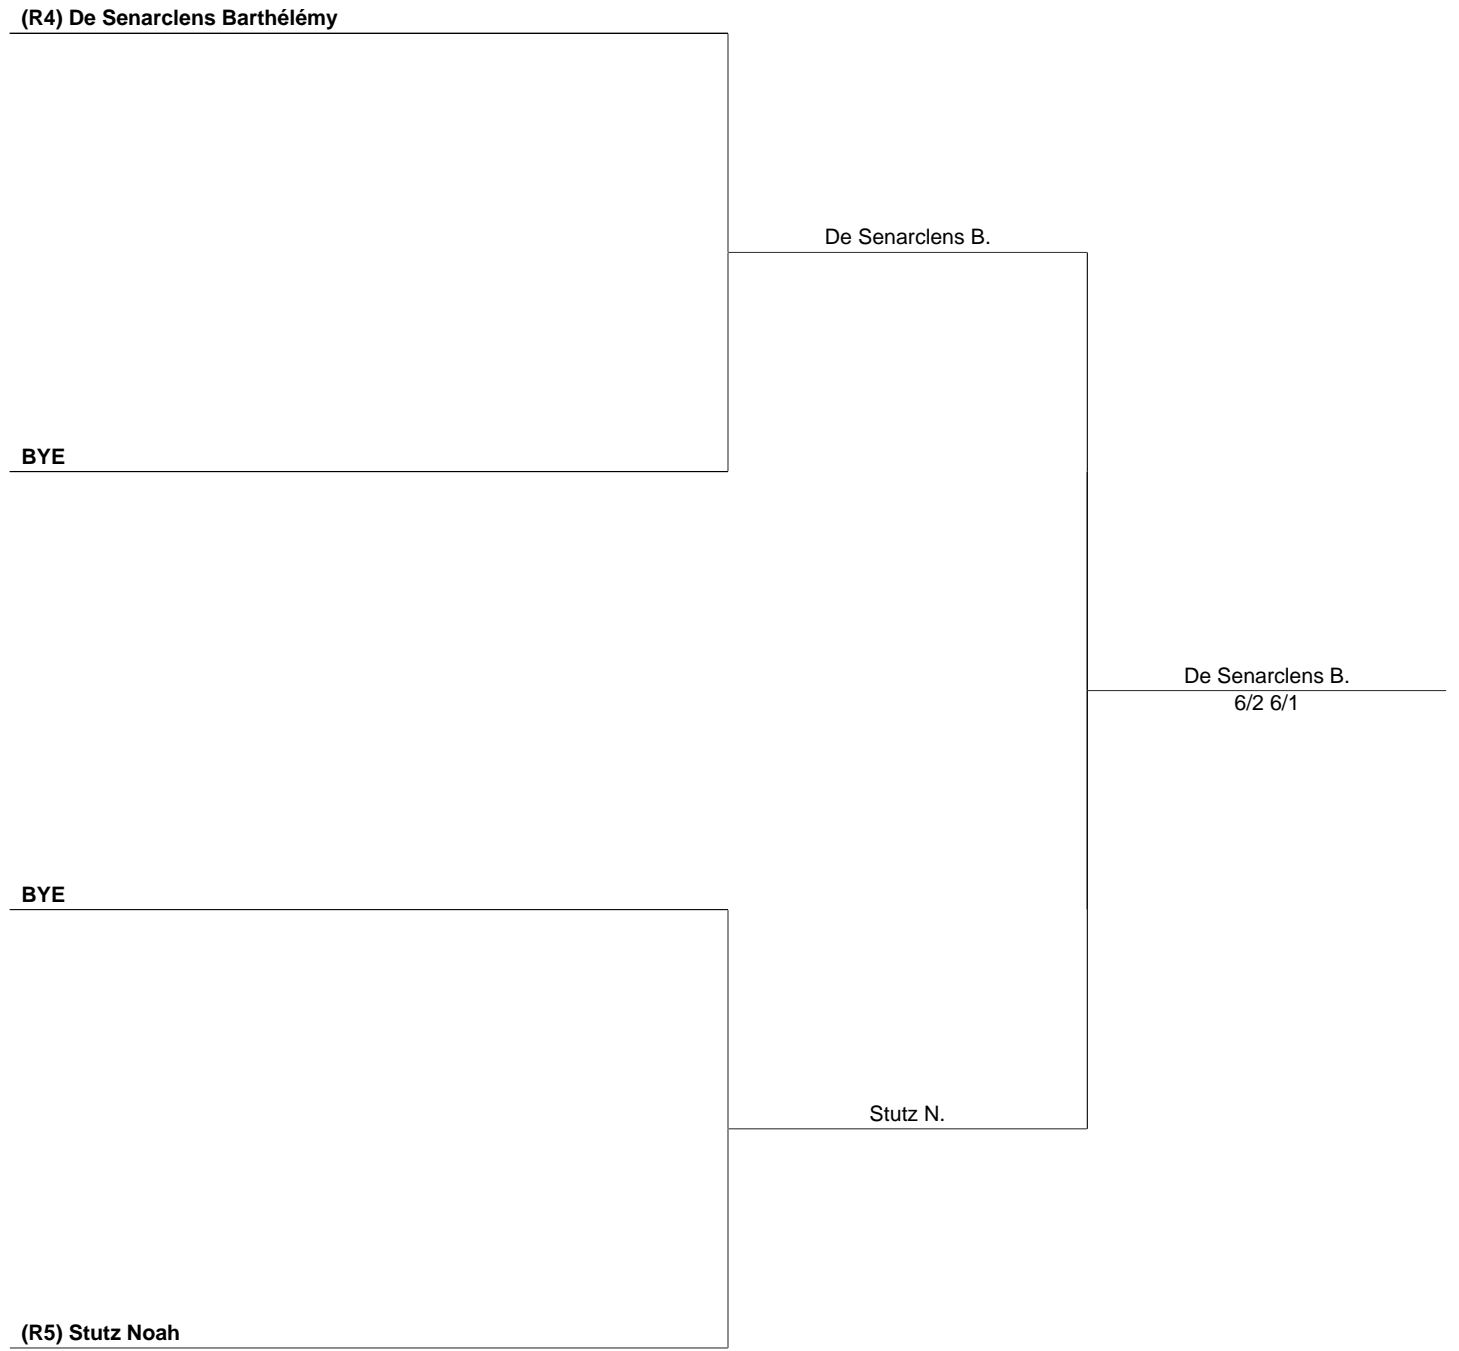 (R4) De Senarclens Barthélémy
De Senarclens B.
BYE
De Senarclens B.
6/2 6/1
BYE
Stutz N.
(R5) Stutz Noah